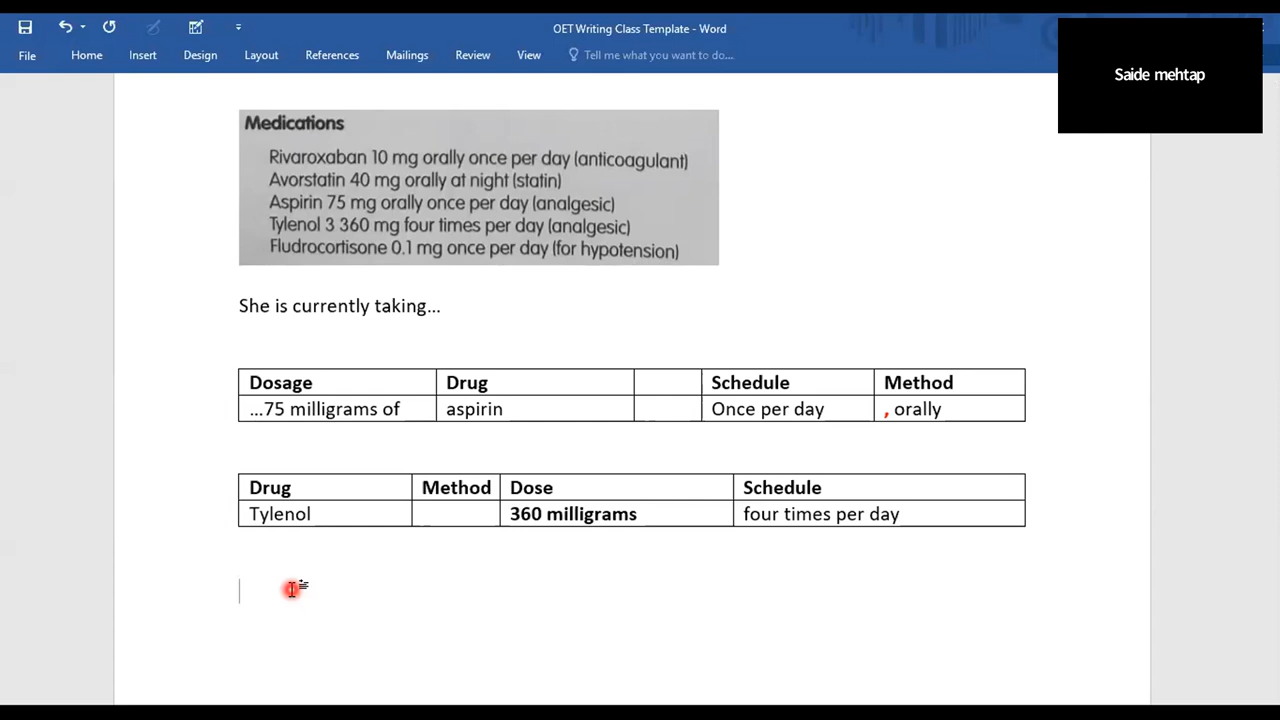 OET Writing Class Template - Word
File Home Insert Design Layout References Mailings Review View Tell me what you want to do...
Saide mehtap
Medications
Rivaroxaban 10 mg orally once per day (anticoagulant)
Avorstatin 40 mg orally at night (statin)
Aspirin 75 mg orally once per day (analgesic)
Tylenol 3 360 mg four times per day (analgesic)
Fludrocortisone 0.1 mg once per day (for hypotension)
She is currently taking...
Dosage Drug Schedule Method
...75 milligrams of aspirin Once per day , orally
Drug Method Dose Schedule
Tylenol 360 milligrams four times per day